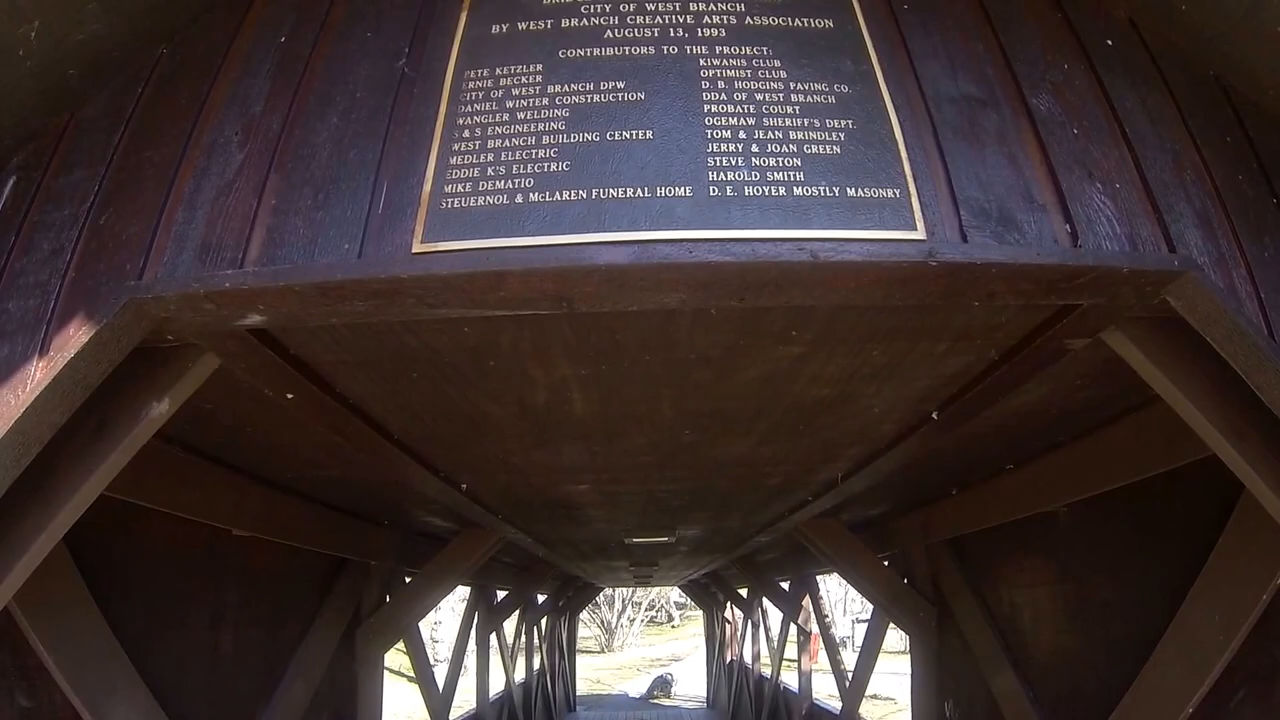 CITY OF WEST BRANCH
BY WEST BRANCH CREATIVE ARTS ASSOCIATION
AUGUST 13, 1993
CONTRIBUTORS TO THE PROJECT:
PETE KETZLER
ERNIE BECKER
CITY OF WEST BRANCH DPW
DANIEL WINTER CONSTRUCTION
WANGLER WELDING
S & S ENGINEERING
WEST BRANCH BUILDING CENTER
MEDLER ELECTRIC
EDDIE K'S ELECTRIC
MIKE DEMATIO
STEUERNOL & McLAREN FUNERAL HOME
KIWANIS CLUB
OPTIMIST CLUB
D. B. HODGINS PAVING CO.
DDA OF WEST BRANCH
PROBATE COURT
OGEMAW SHERIFF'S DEPT.
TOM & JEAN BRINDLEY
JERRY & JOAN GREEN
STEVE NORTON
HAROLD SMITH
D. E. HOYER MOSTLY MASONRY